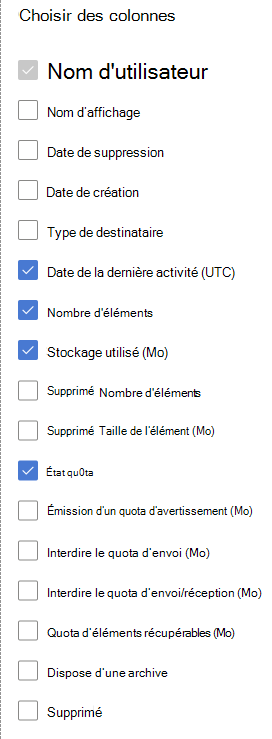 Choisir des colonnes
Nom d'utilisateur
Nom d'affichage
Date de suppression
Date de création
Type de destinataire
Date de la dernière activité (UTC)
Nombre d'éléments
Stockage utilisé (Mo)
Supprimé Nombre d'éléments
Supprimé Taille de l'élément (Mo)
État qu0ta
Émission d'un quota d'avertissement (Mo)
Interdire le quota d'envoi (Mo)
Interdire le quota d'envoi/réception (Mo)
Quota d'éléments récupérables (Mo)
Dispose d'une archive
Supprimé